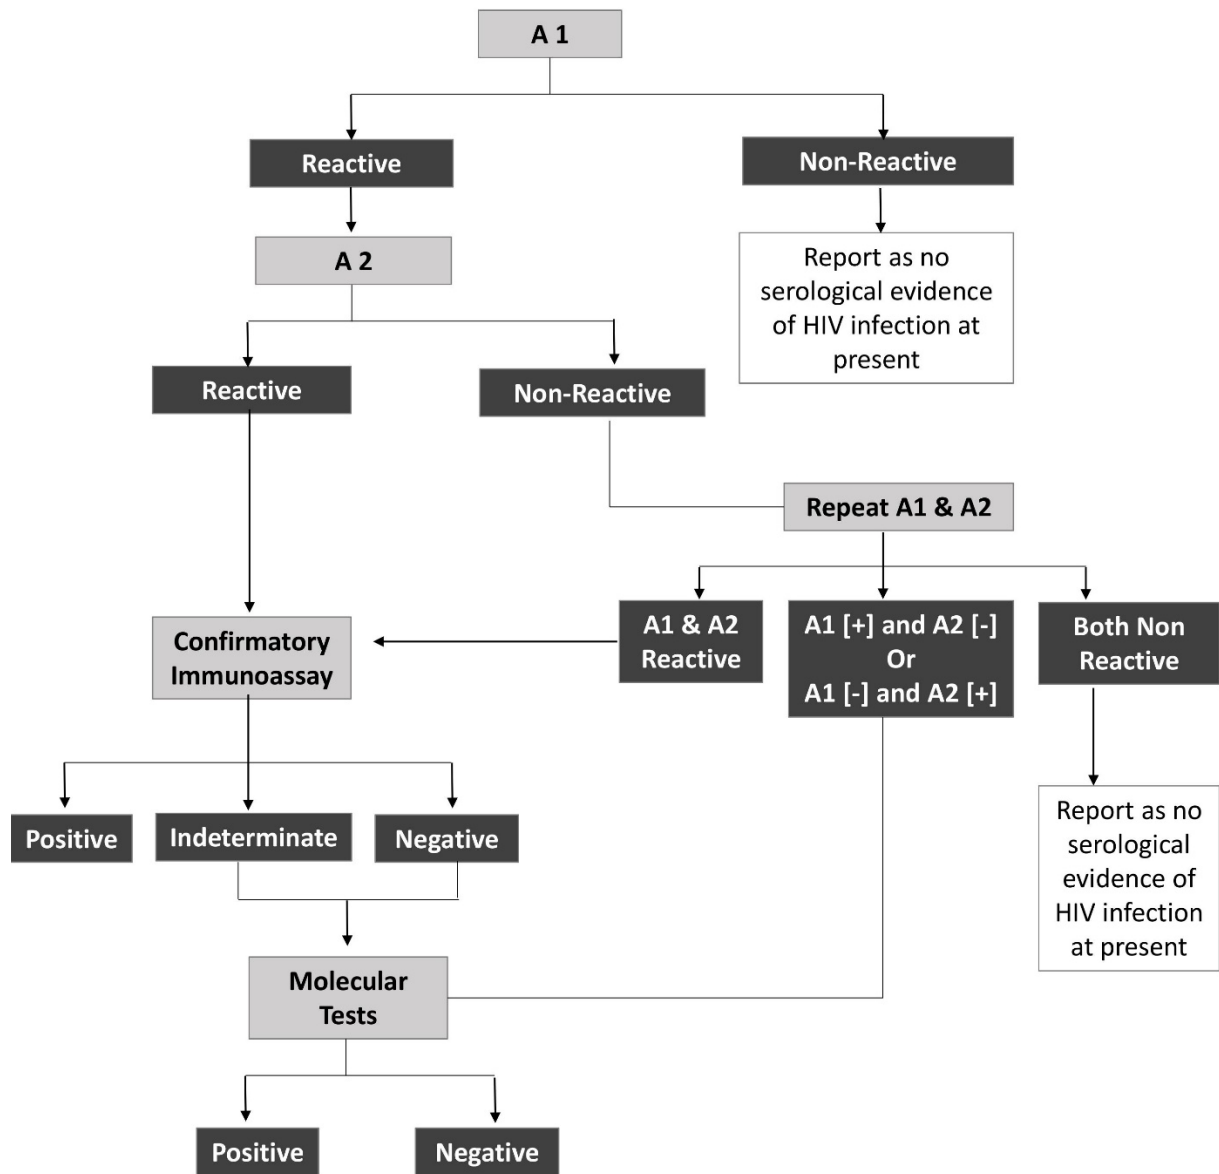 A 1
Reactive
Non-Reactive
A 2
Report as no
serological evidence
of HIV infection at
present
Reactive
Non-Reactive
Repeat A1 & A2
Confirmatory
Immunoassay
A1 & A2
Reactive
A1 [+] and A2 [-]
Or
A1 [-] and A2 [+]
Both Non
Reactive
Positive
Indeterminate
Negative
Report as no
serological
evidence of
HIV infection
at present
Molecular
Tests
Positive
Negative